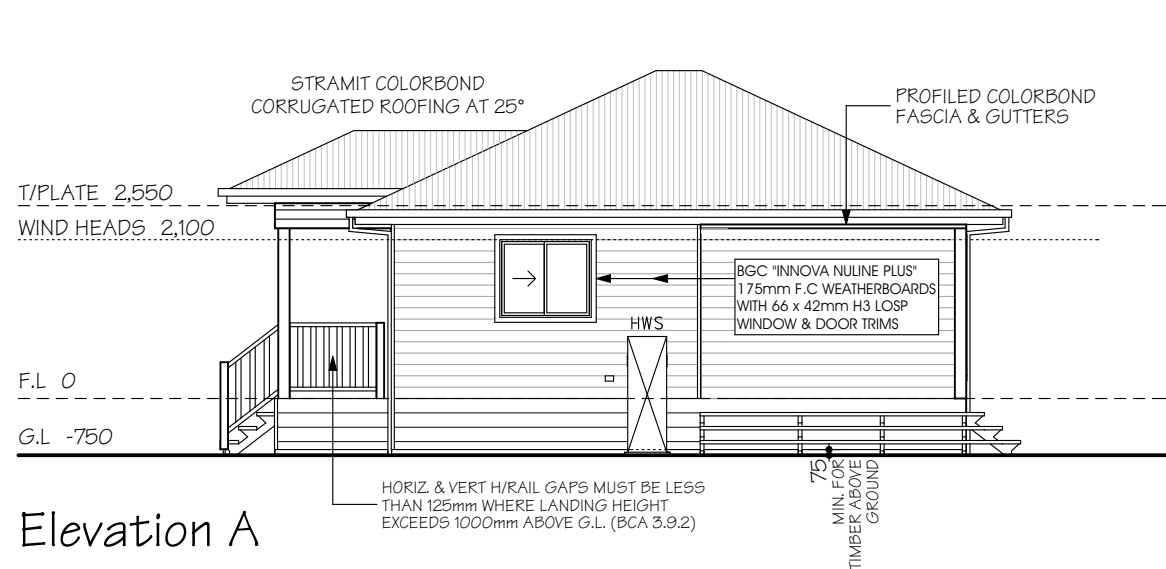 STRAMIT COLORBOND
CORRUGATED ROOFING AT 25°
PROFILED COLORBOND
FASCIA & GUTTERS
T/PLATE 2,550
WIND HEADS 2,100
BGC "INNOVA NULINE PLUS"
175mm F.C WEATHERBOARDS
WITH 66 x 42mm H3 LOSP
WINDOW & DOOR TRIMS
HWS
F.L 0
G.L -750
75
MIN. FOR
TIMBER ABOVE
GROUND
HORIZ. & VERT H/RAIL GAPS MUST BE LESS
THAN 125mm WHERE LANDING HEIGHT
EXCEEDS 1000mm ABOVE G.L. (BCA 3.9.2)
Elevation A